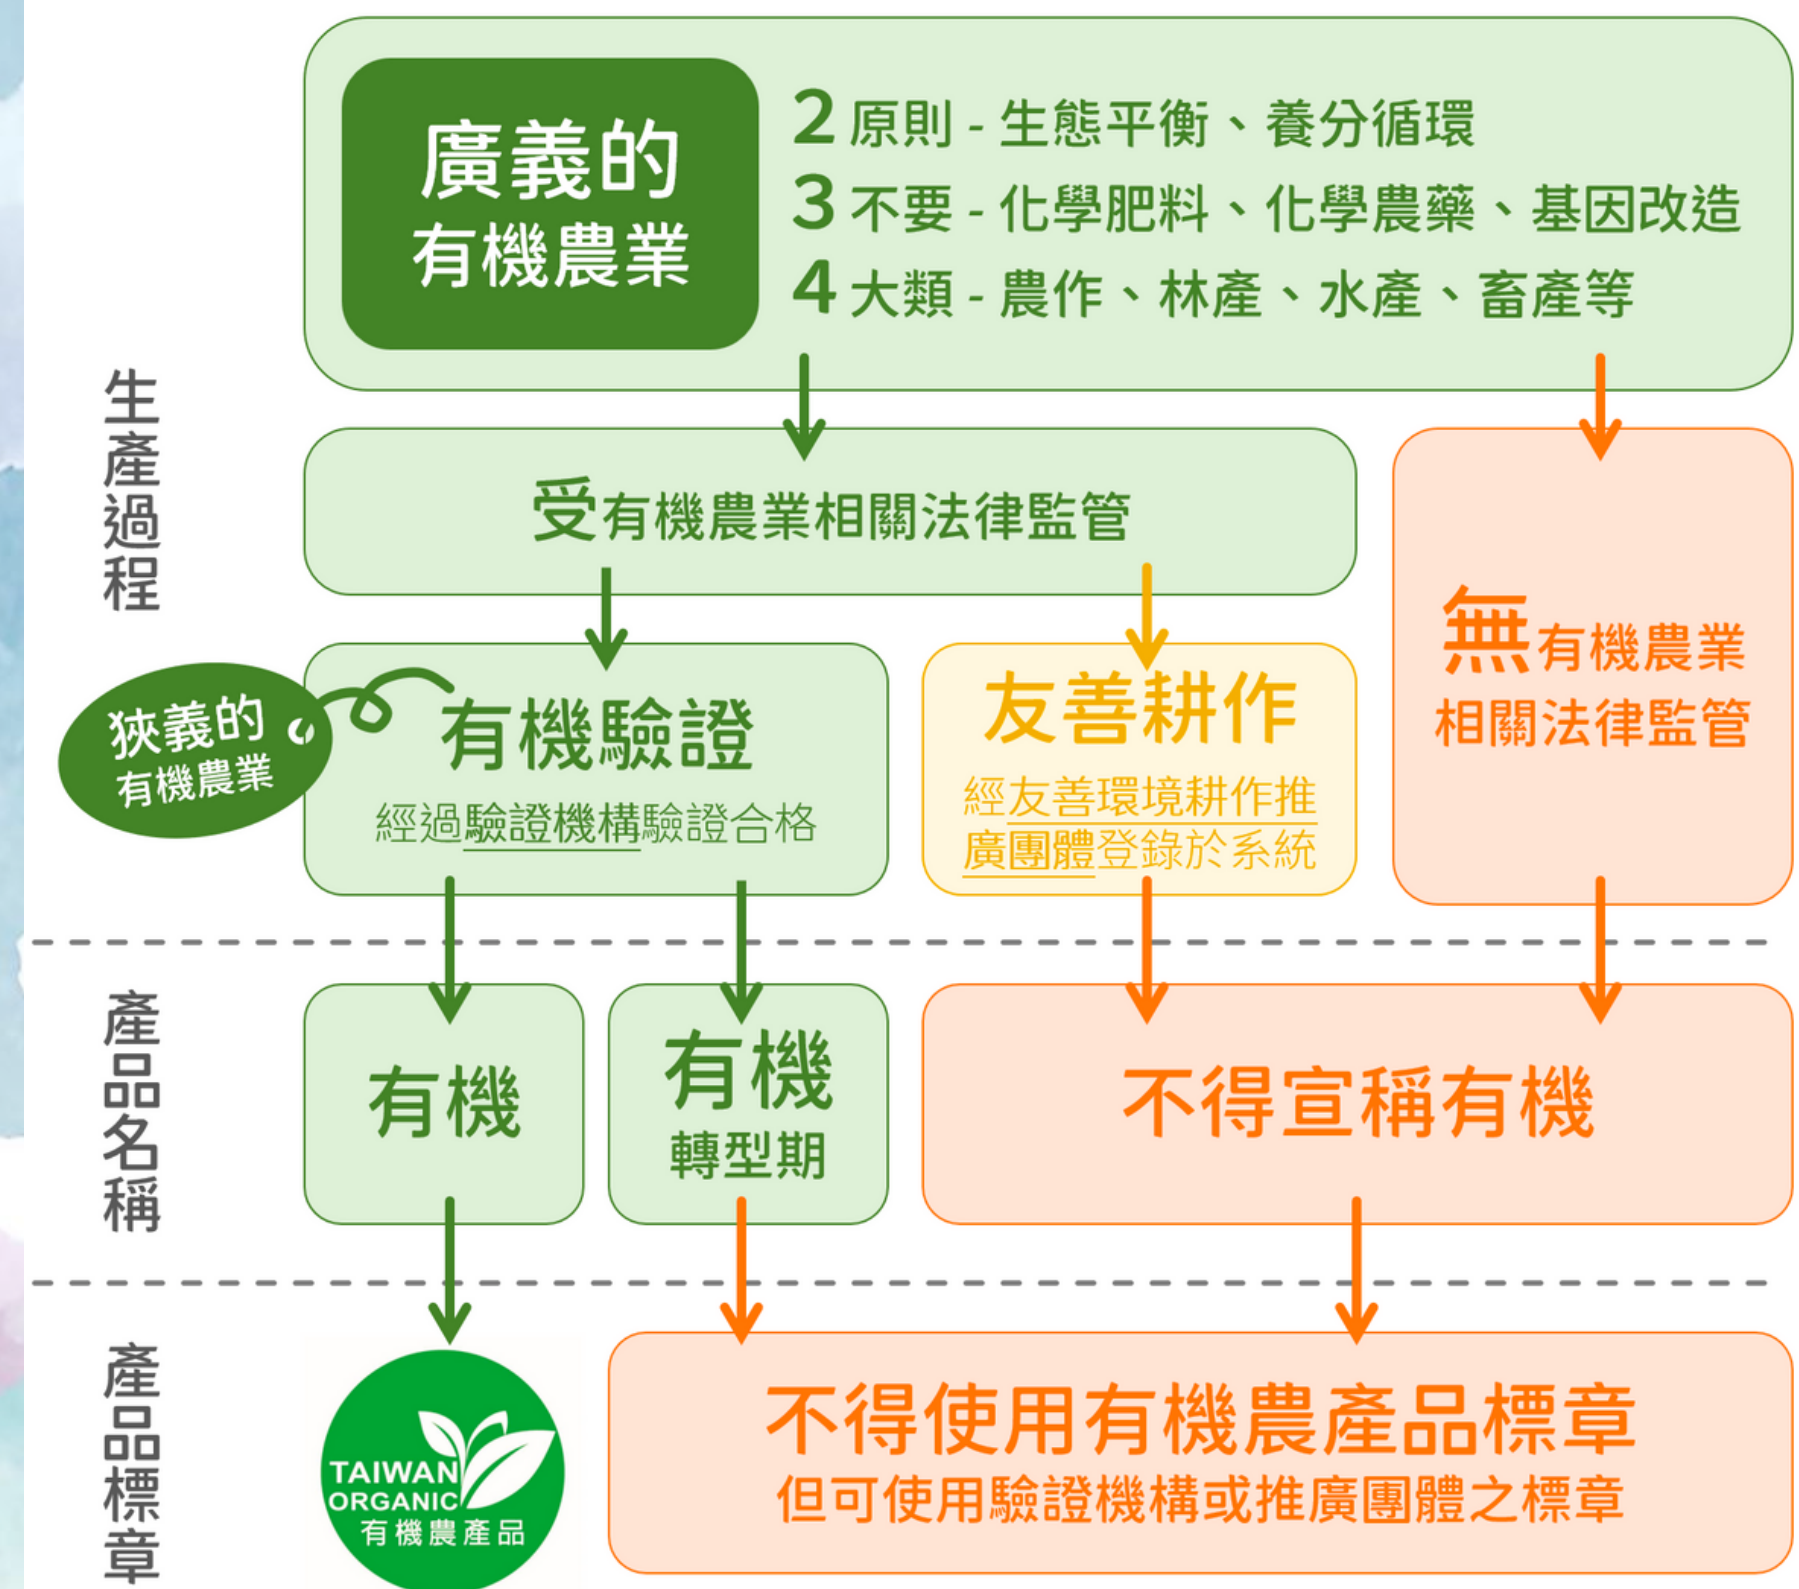 廣義的
有機農業
2 原則 - 生態平衡、養分循環
3 不要 - 化學肥料、化學農藥、基因改造
4 大類 - 農作、林產、水產、畜產等
生產過程
受有機農業相關法律監管
無有機農業
相關法律監管
狹義的
有機農業
有機驗證
經過驗證機構驗證合格
友善耕作
經友善環境耕作推
廣團體登錄於系統
產品名稱
有機
有機
轉型期
不得宣稱有機
產品標章
TAIWAN
ORGANIC
有機農產品
不得使用有機農產品標章
但可使用驗證機構或推廣團體之標章